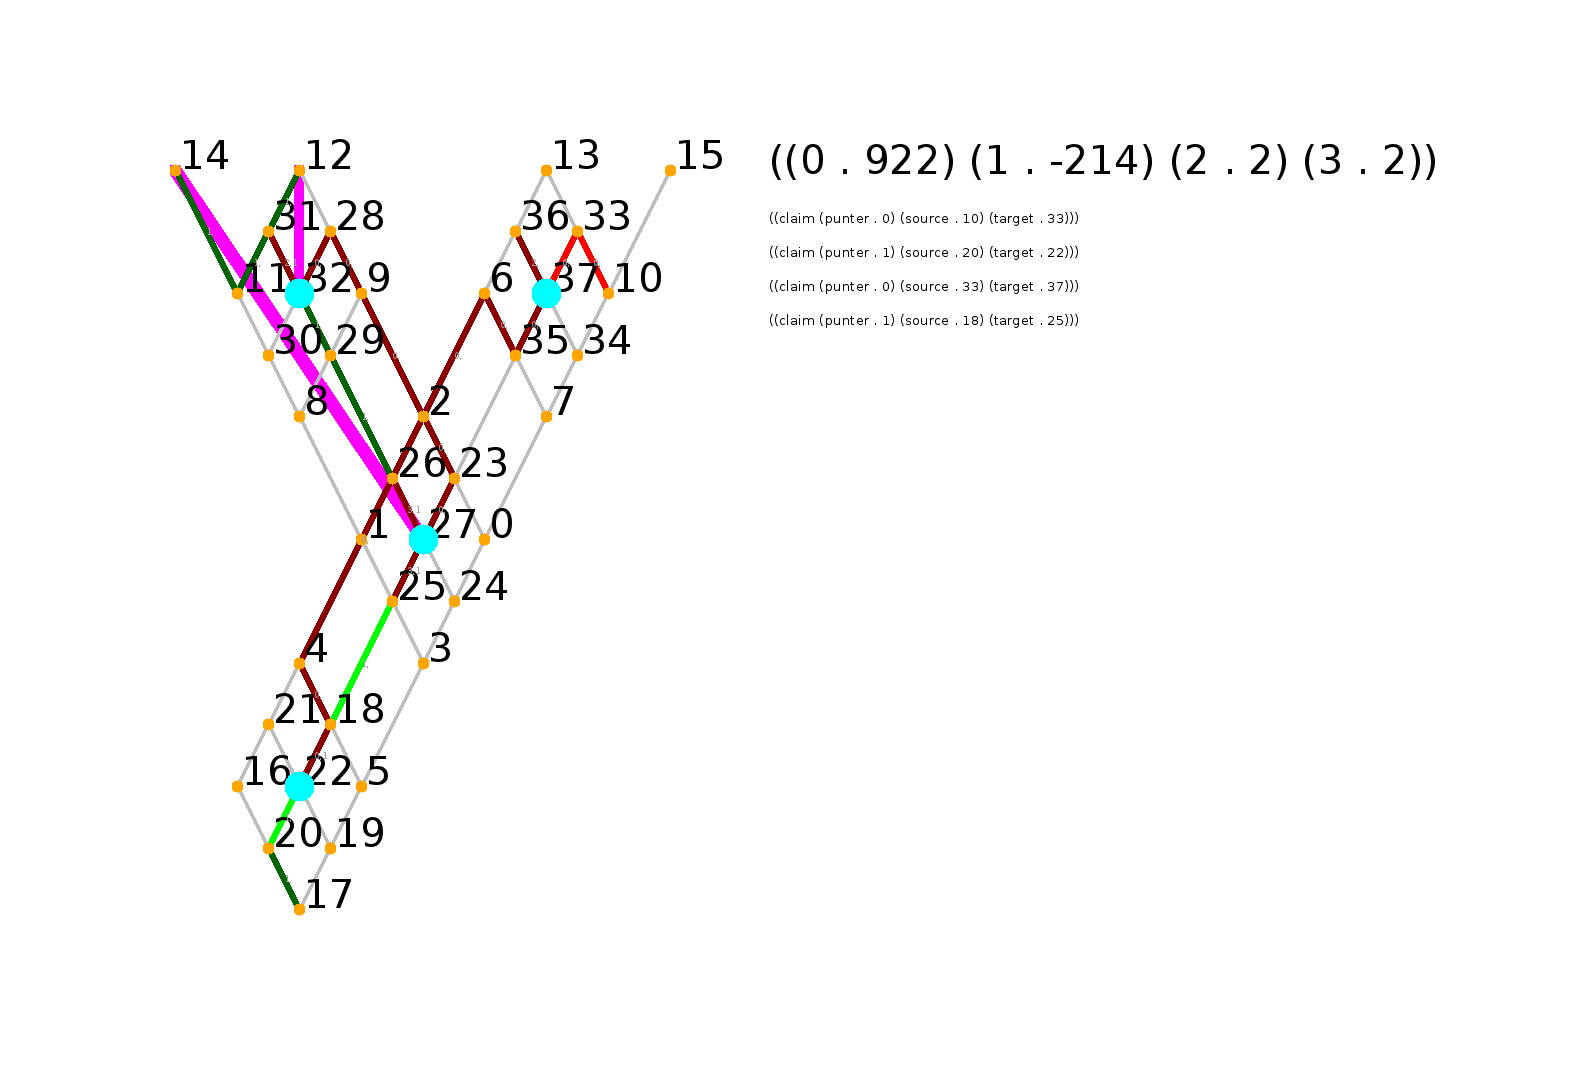 14 12 13 15
((0 . 922) (1 . -214) (2 . 2) (3 . 2))
31 28 36 33
((claim (punter . 0) (source . 10) (target . 33)))
((claim (punter . 1) (source . 20) (target . 22)))
11 32 9 6 37 10
((claim (punter . 0) (source . 33) (target . 37)))
((claim (punter . 1) (source . 18) (target . 25)))
30 29 35 34
8 2 7
26 23
1 27 0
25 24
4 3
21 18
16 22 5
20 19
17